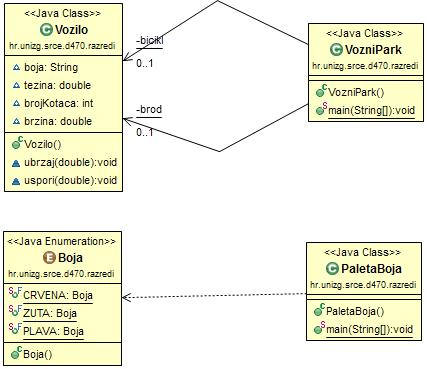 <<Java Class>>
C Vozilo
hr.unizg.srce.d470.razredi
boja: String
tezina: double
brojKotaca: int
brzina: double
C Vozilo()
ubrzaj(double):void
uspori(double):void
-bicikl
0..1
-brod
0..1
<<Java Class>>
C VozniPark
hr.unizg.srce.d470.razredi
C VozniPark()
S main(String[]):void
<<Java Enumeration>>
E Boja
hr.unizg.srce.d470.razredi
S F CRVENA: Boja
S F ZUTA: Boja
S F PLAVA: Boja
C Boja()
<<Java Class>>
C PaletaBoja
hr.unizg.srce.d470.razredi
C PaletaBoja()
S main(String[]):void